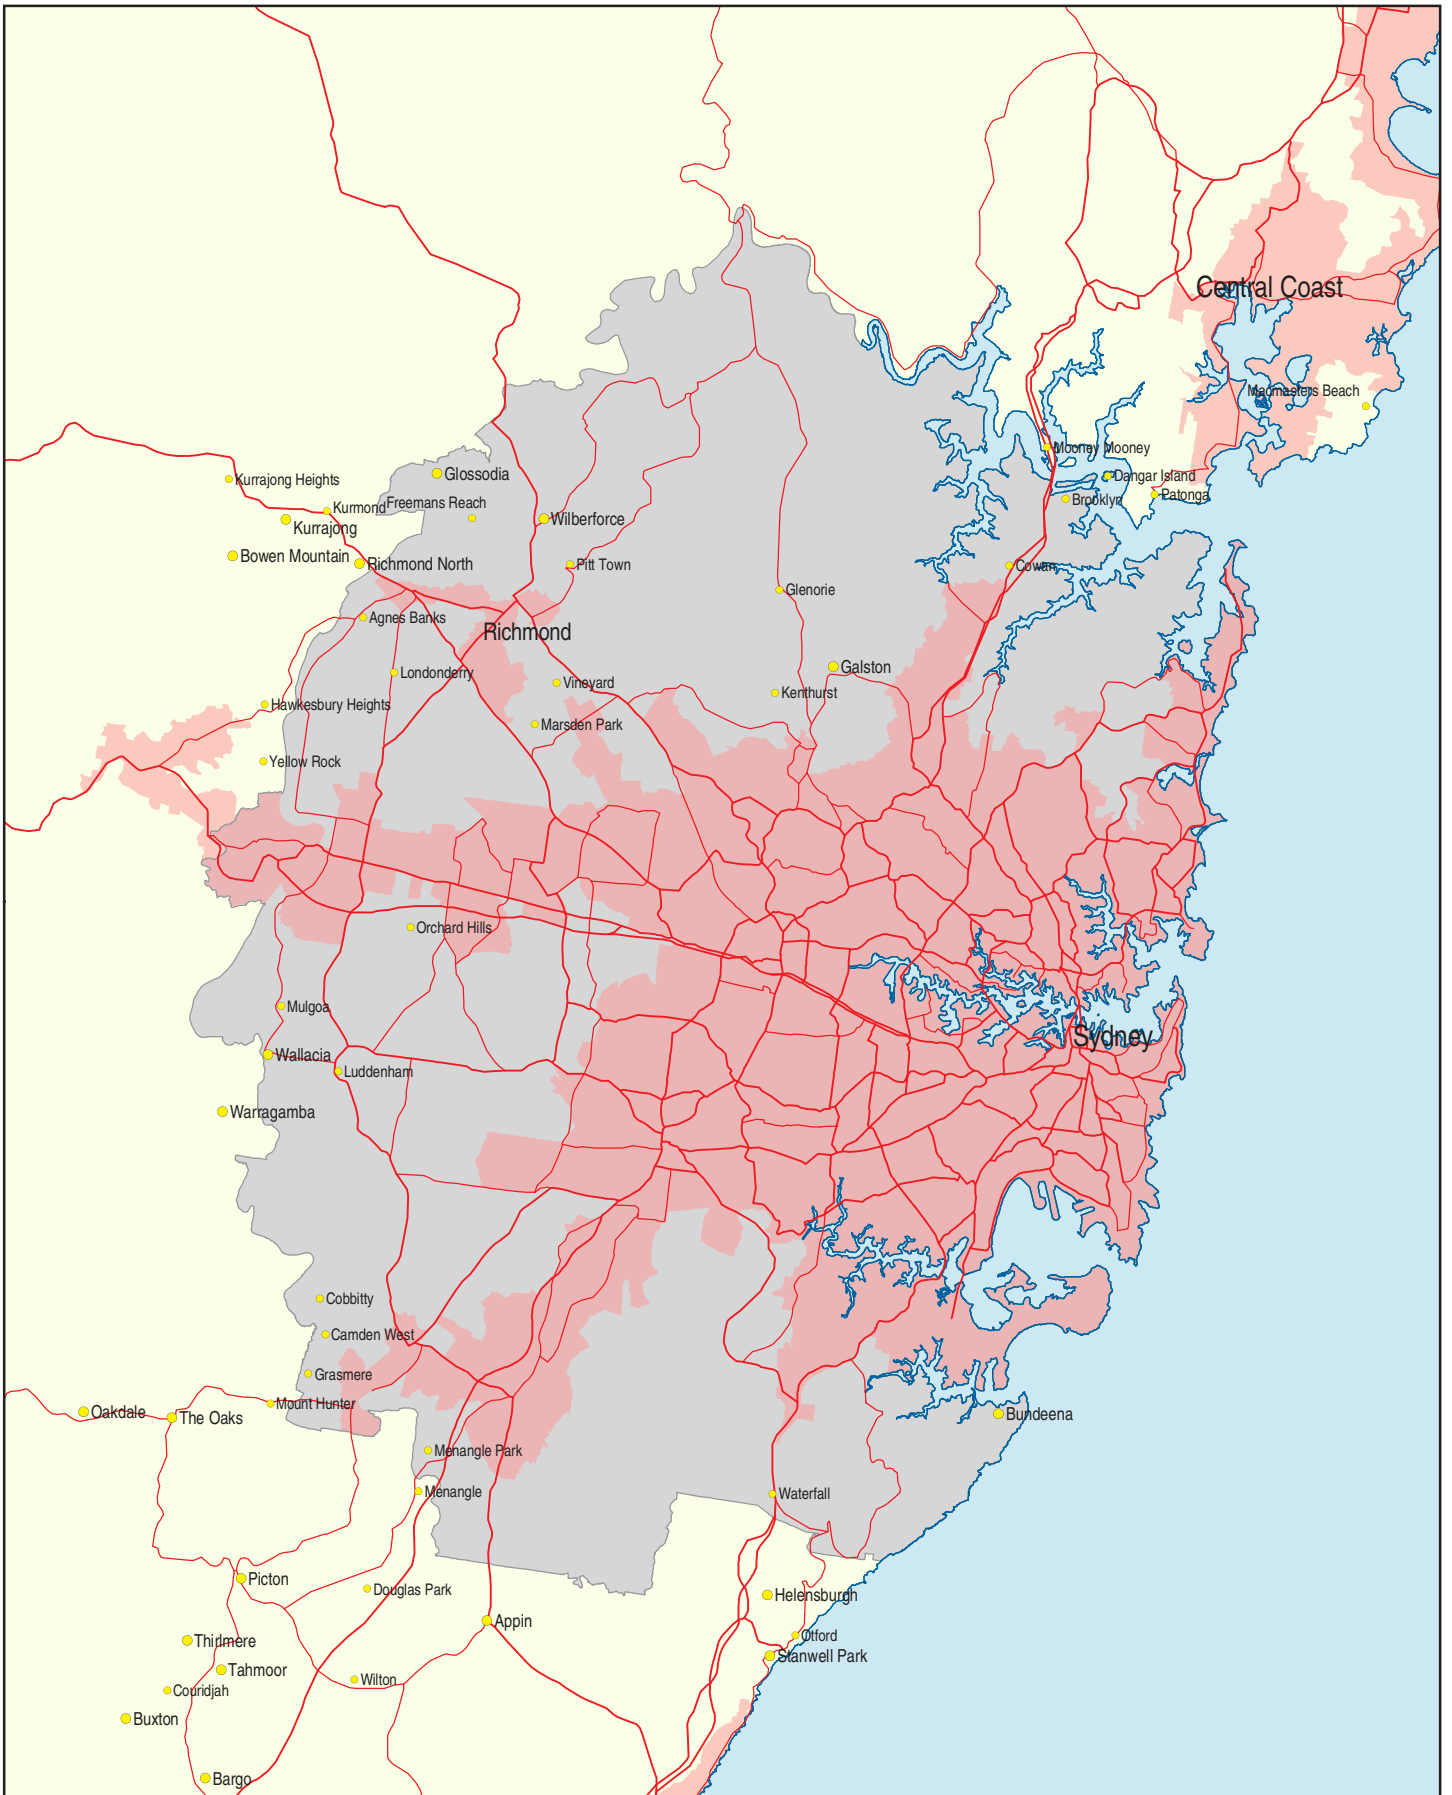 Central Coast
Macmasters Beach
Mooney Mooney
Glossodia
Dangar Island
Kurrajong Heights
Patonga
Brooklyn
Freemans Reach
Kurmond
Wilberforce
Kurrajong
Bowen Mountain
Richmond North
Pitt Town
Cowan
Glenorie
Agnes Banks
Richmond
Galston
Londonderry
Vineyard
Kenthurst
Hawkesbury Heights
Marsden Park
Yellow Rock
Orchard Hills
Mulgoa
Sydney
Wallacia
Luddenham
Warragamba
Cobbitty
Camden West
Grasmere
Mount Hunter
Oakdale
The Oaks
Bundeena
Menangle Park
Menangle
Waterfall
Picton
Douglas Park
Helensburgh
Appin
Otford
Thirlmere
Stanwell Park
Tahmoor
Wilton
Couridjah
Buxton
Bargo